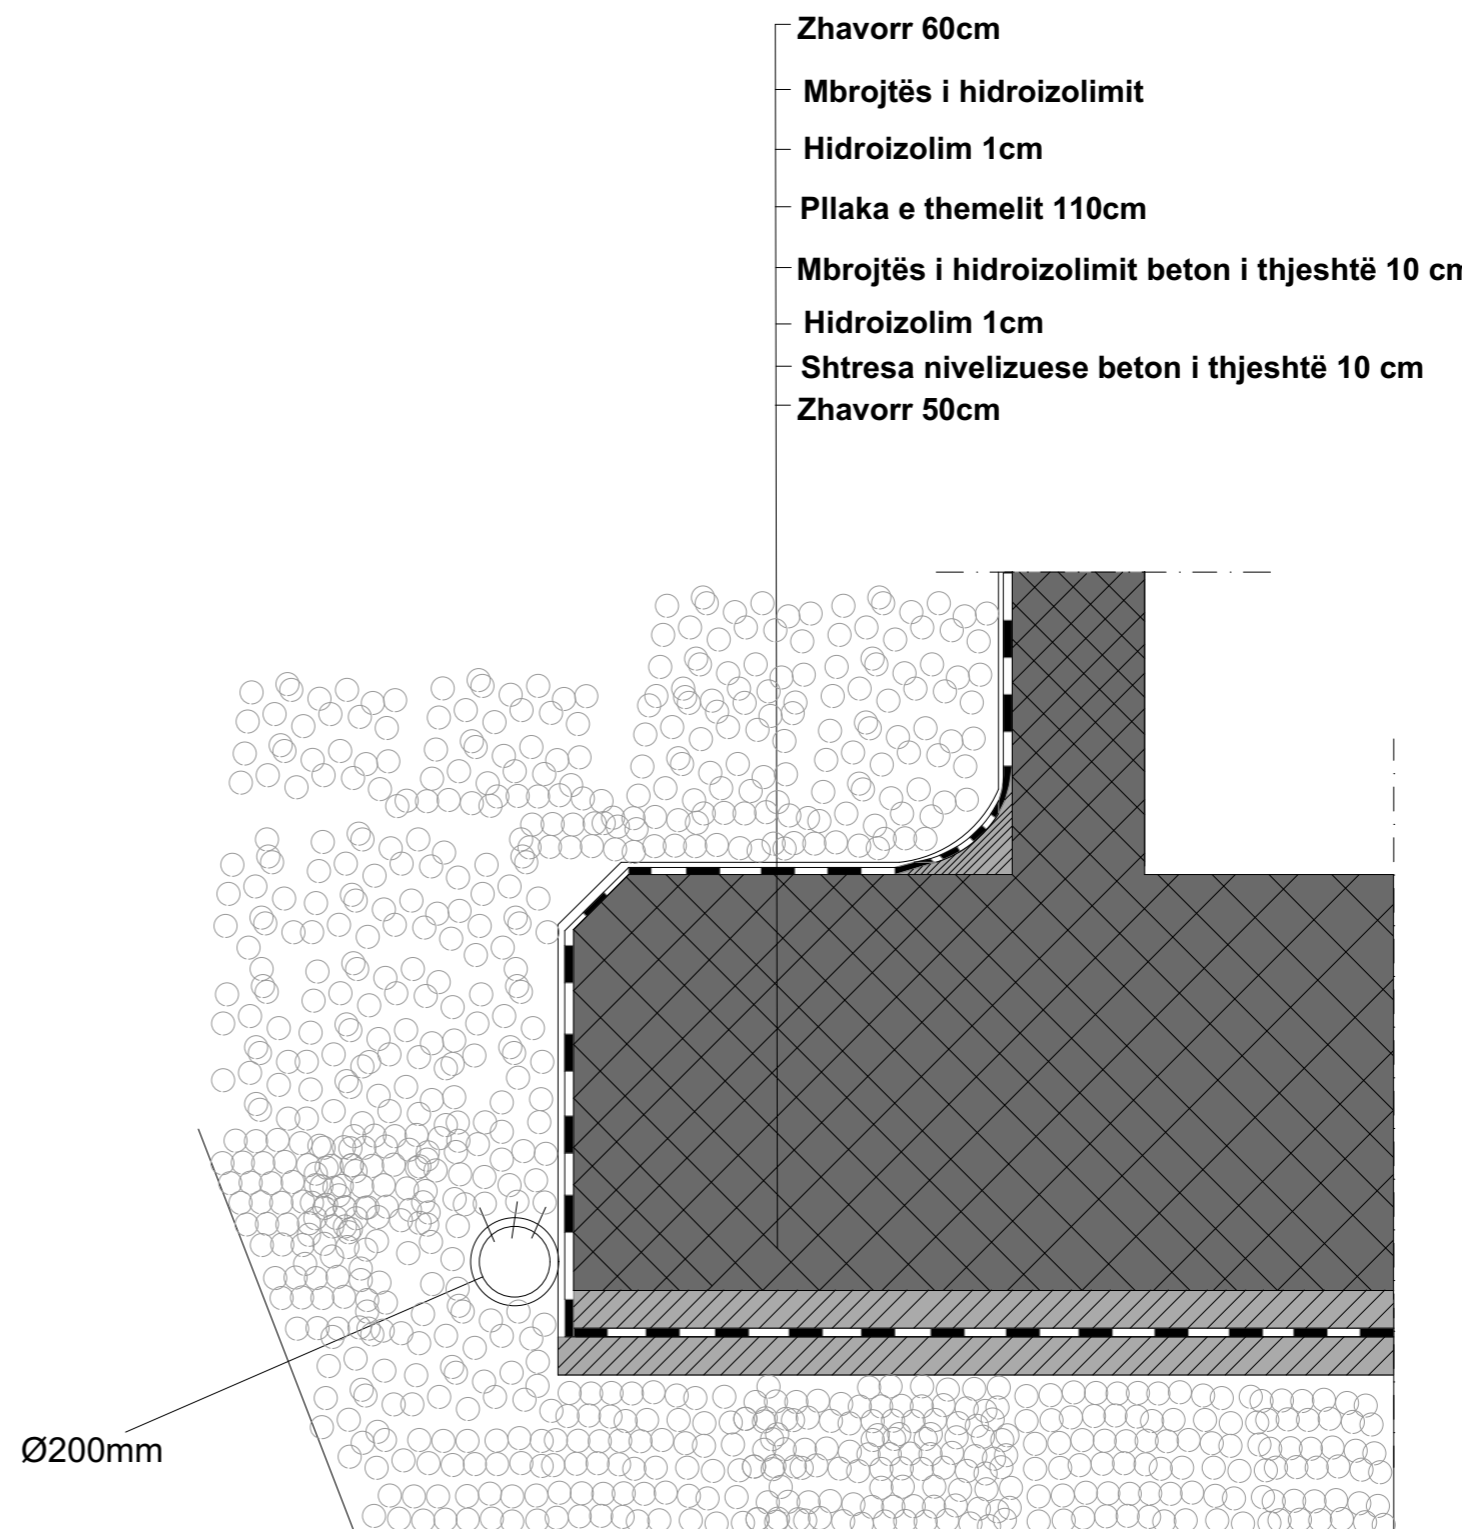 Zhavorr 60cm
Mbrojtës i hidroizolimit
Hidroizolim 1cm
Pllaka e themelit 110cm
Mbrojtës i hidroizolimit beton i thjeshtë 10 cm
Hidroizolim 1cm
Shtresa nivelizuese beton i thjeshtë 10 cm
Zhavorr 50cm
Ø200mm